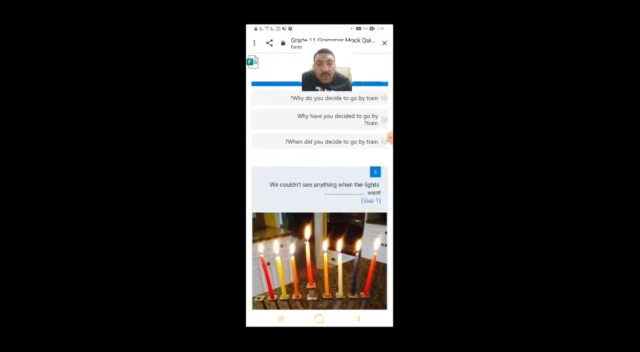 Grade 11 Grammar Mock Qui...
forms
?Why do you decide to go by train
Why have you decided to go by
?train
?When did you decide to go by train
6
We couldn't see anything when the lights
.................. went